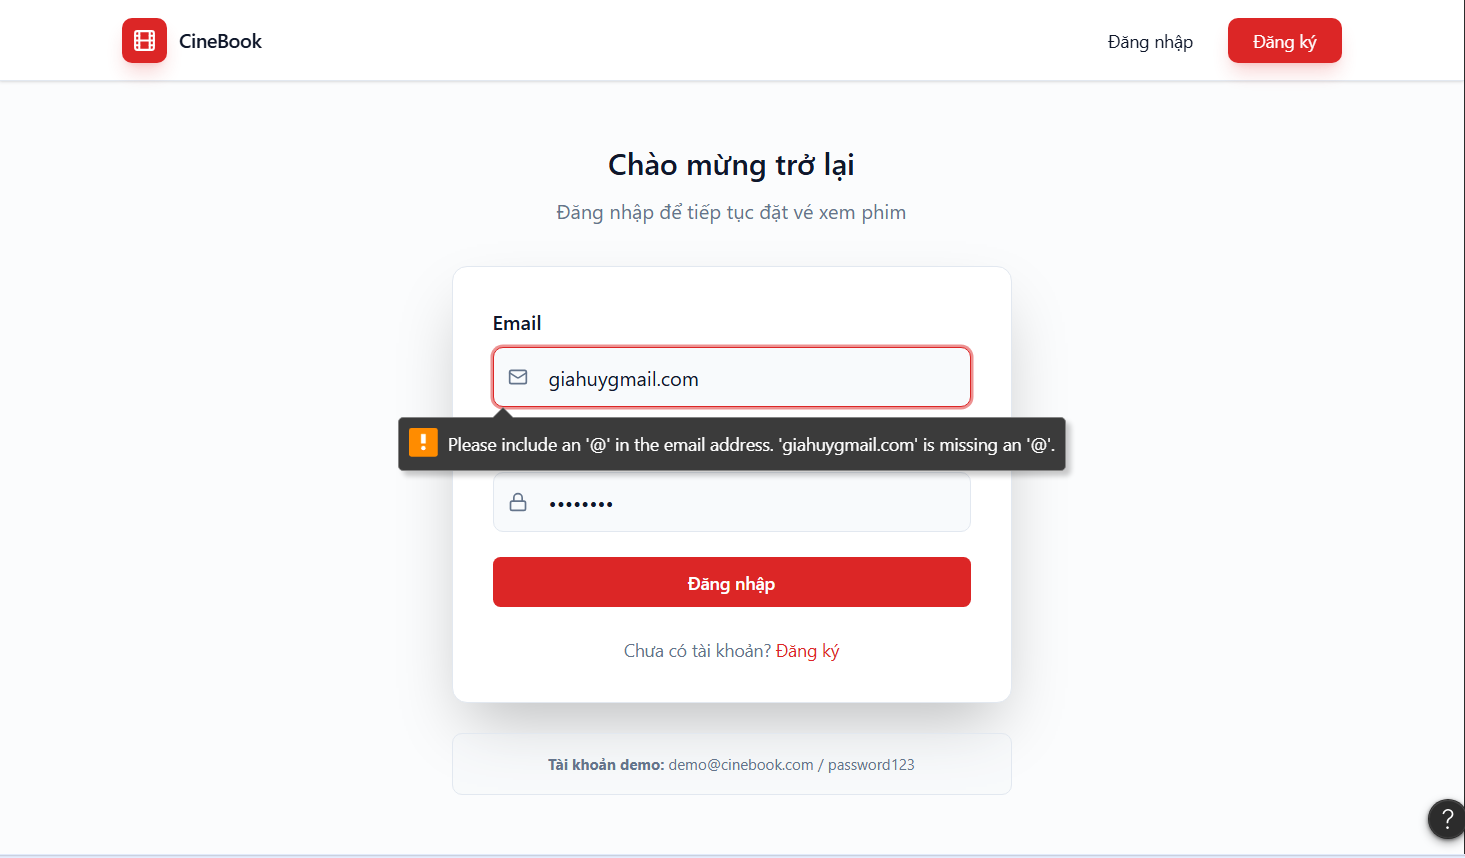 CineBook
Đăng nhập
Đăng ký
Chào mừng trở lại
Đăng nhập để tiếp tục đặt vé xem phim
Email
giahuygmail.com
! Please include an '@' in the email address. 'giahuygmail.com' is missing an '@'.
••••••••
Đăng nhập
Chưa có tài khoản? Đăng ký
Tài khoản demo: demo@cinebook.com / password123
?